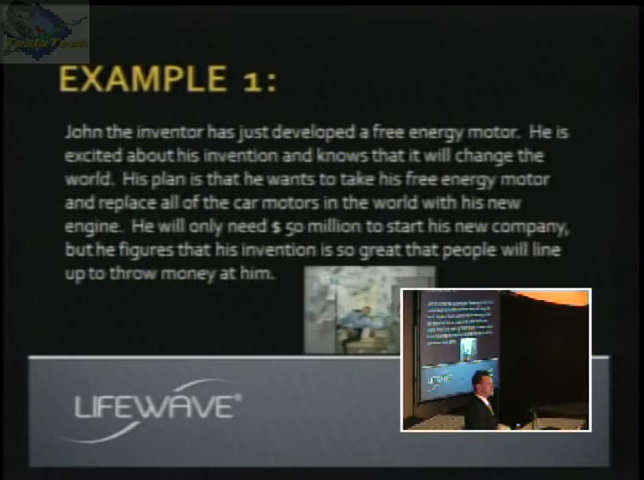 TeslaTech
EXAMPLE 1:
John the inventor has just developed a free energy motor. He is
excited about his invention and knows that it will change the
world. His plan is that he wants to take his free energy motor
and replace all of the car motors in the world with his new
engine. He will only need $ 50 million to start his new company,
but he figures that his invention is so great that people will line
up to throw money at him.
LIFEWAVE®